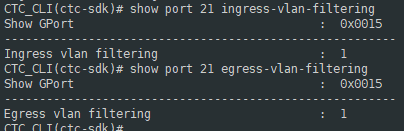 CTC_CLI(ctc-sdk)# show port 21 ingress-vlan-filtering
Show GPort : 0x0015
-------------------------------------------------
Ingress vlan filtering : 1
CTC_CLI(ctc-sdk)# show port 21 egress-vlan-filtering
Show GPort : 0x0015
-------------------------------------------------
Egress vlan filtering : 1
CTC_CLI(ctc-sdk)#